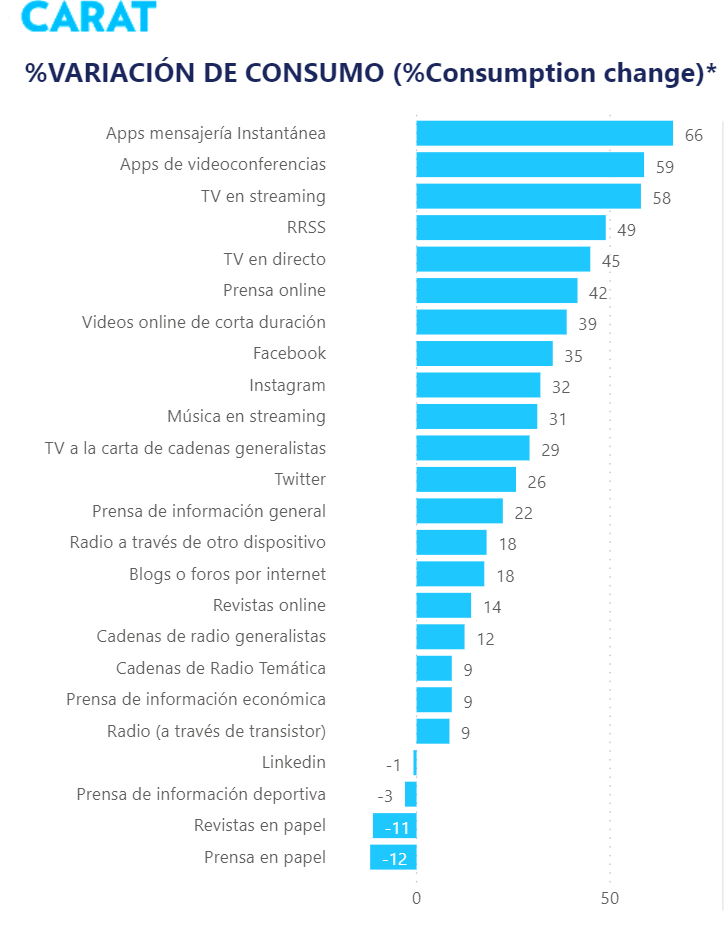 CARAT
%VARIACIÓN DE CONSUMO (%Consumption change)*
Apps mensajería Instantánea 66
Apps de videoconferencias 59
TV en streaming 58
RRSS 49
TV en directo 45
Prensa online 42
Videos online de corta duración 39
Facebook 35
Instagram 32
Música en streaming 31
TV a la carta de cadenas generalistas 29
Twitter 26
Prensa de información general 22
Radio a través de otro dispositivo 18
Blogs o foros por internet 18
Revistas online 14
Cadenas de radio generalistas 12
Cadenas de Radio Temática 9
Prensa de información económica 9
Radio (a través de transistor) 9
Linkedin -1
Prensa de información deportiva -3
Revistas en papel -11
Prensa en papel -12
0 50